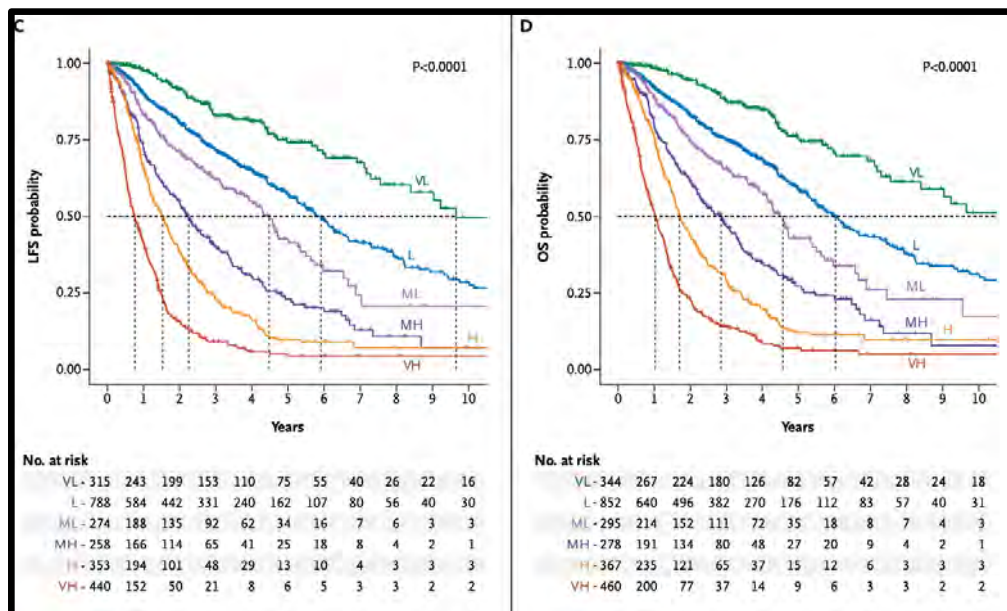 C
1.00
0.75
0.50
0.25
0.00
LFS probability
P<0.0001
VL
L
ML
MH
H
VH
0 1 2 3 4 5 6 7 8 9 10
Years
No. at risk
VL - 315 243 199 153 110 75 55 40 26 22 16
L - 788 584 442 331 240 162 107 80 54 40 30
ML - 274 188 135 92 62 34 16 7 6 3 3
MH - 258 166 114 65 41 25 18 8 4 2 1
H - 353 194 101 48 29 13 10 4 3 3 3
VH - 440 152 50 21 8 6 5 3 3 2 2
D
1.00
0.75
0.50
0.25
0.00
OS probability
P<0.0001
VL
L
ML
MH
H
VH
0 1 2 3 4 5 6 7 8 9 10
Years
No. at risk
VL - 344 267 224 180 126 82 57 42 28 24 18
L - 852 640 496 382 270 176 112 83 57 40 31
ML - 295 214 152 111 72 35 18 8 7 4 3
MH - 278 191 134 80 48 27 20 9 4 2 1
H - 367 235 121 65 37 15 12 5 3 3 3
VH - 460 200 77 37 14 9 6 3 3 2 2